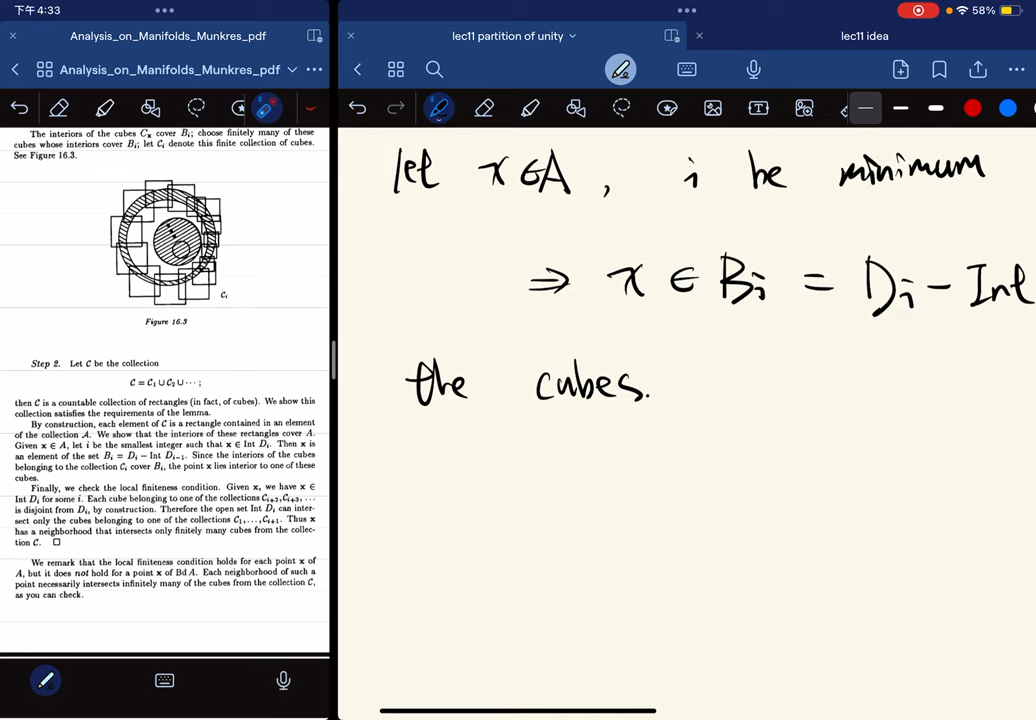 下午4:33
58%
Analysis_on_Manifolds_Munkres_pdf
lec11 partition of unity
lec11 idea
Analysis_on_Manifolds_Munkres_pdf
The interiors of the cubes Cₓ cover Bᵢ; choose finitely many of these
cubes whose interiors cover Bᵢ; let 𝒞ᵢ denote this finite collection of cubes.
See Figure 16.3.
𝒞ᵢ
Figure 16.3
Step 2. Let 𝒞 be the collection
𝒞 = 𝒞₁ ∪ 𝒞₂ ∪ ⋯ ;
then 𝒞 is a countable collection of rectangles (in fact, of cubes). We show this
collection satisfies the requirements of the lemma.
By construction, each element of 𝒞 is a rectangle contained in an element
of the collection 𝒜. We show that the interiors of these rectangles cover A.
Given x ∈ A, let i be the smallest integer such that x ∈ Int Dᵢ. Then x is
an element of the set Bᵢ = Dᵢ − Int Dᵢ₋₁. Since the interiors of the cubes
belonging to the collection 𝒞ᵢ cover Bᵢ, the point x lies interior to one of these
cubes.
Finally, we check the local finiteness condition. Given x, we have x ∈
Int Dᵢ for some i. Each cube belonging to one of the collections 𝒞ᵢ₊₂, 𝒞ᵢ₊₃, …
is disjoint from Dᵢ, by construction. Therefore the open set Int Dᵢ can inter-
sect only the cubes belonging to one of the collections 𝒞₁, …, 𝒞ᵢ₊₁. Thus x
has a neighborhood that intersects only finitely many cubes from the collec-
tion 𝒞. □
We remark that the local finiteness condition holds for each point x of
A, but it does not hold for a point x of Bd A. Each neighborhood of such a
point necessarily intersects infinitely many of the cubes from the collection 𝒞,
as you can check.
let x ∈ A , i be minimum
⇒ x ∈ Bᵢ = Dᵢ − Int
the cubes.